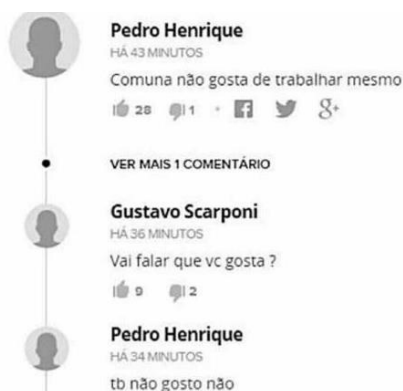 Pedro Henrique
HÁ 43 MINUTOS
Comuna não gosta de trabalhar mesmo
28 1
VER MAIS 1 COMENTÁRIO
Gustavo Scarponi
HÁ 36 MINUTOS
Vai falar que vc gosta ?
9 2
Pedro Henrique
HÁ 34 MINUTOS
tb não gosto não